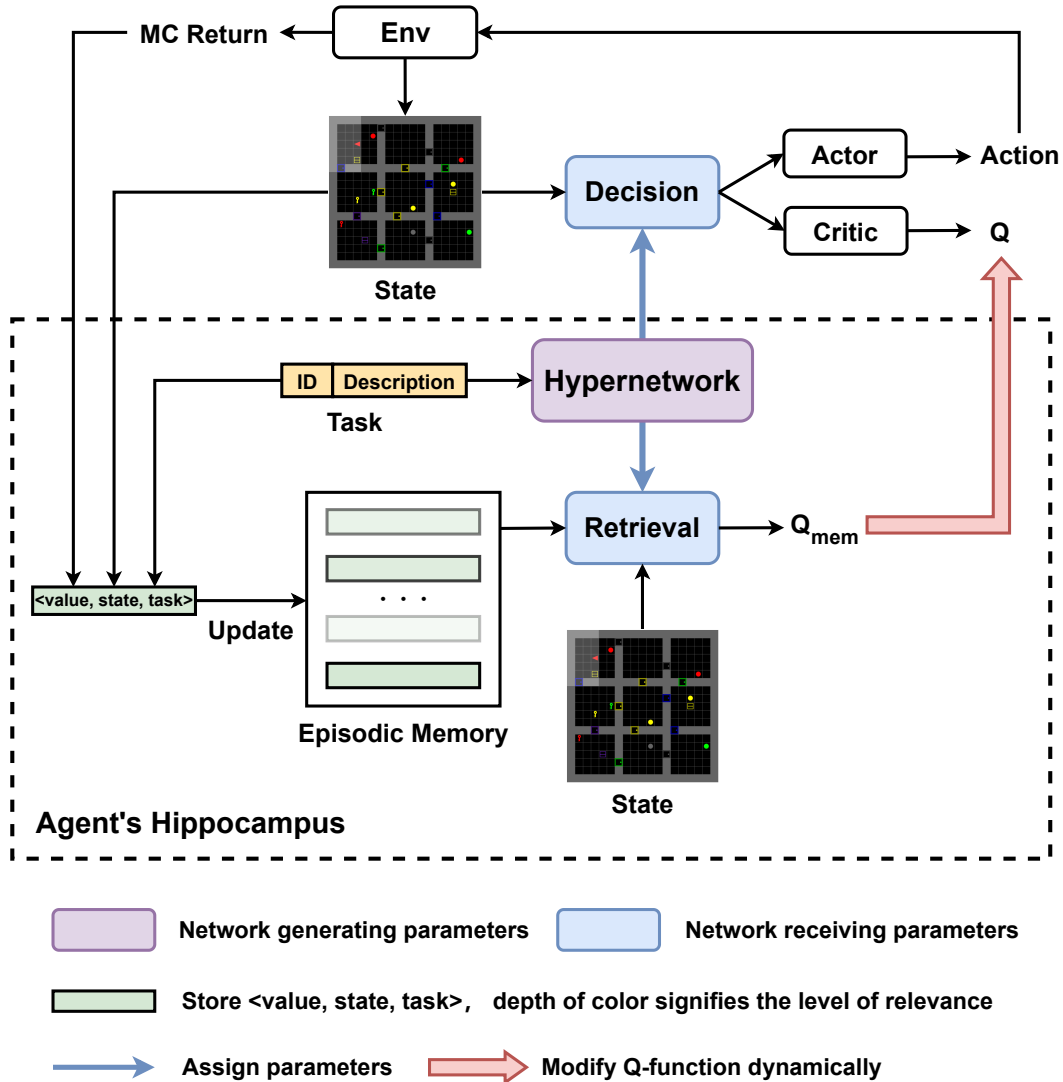 MC Return
Env
Actor
Action
Decision
Critic
Q
State
ID
Description
Hypernetwork
Task
Retrieval
Q_mem
<value, state, task>
Update
. . .
Episodic Memory
State
Agent's Hippocampus
Network generating parameters
Network receiving parameters
Store <value, state, task>, depth of color signifies the level of relevance
Assign parameters
Modify Q-function dynamically